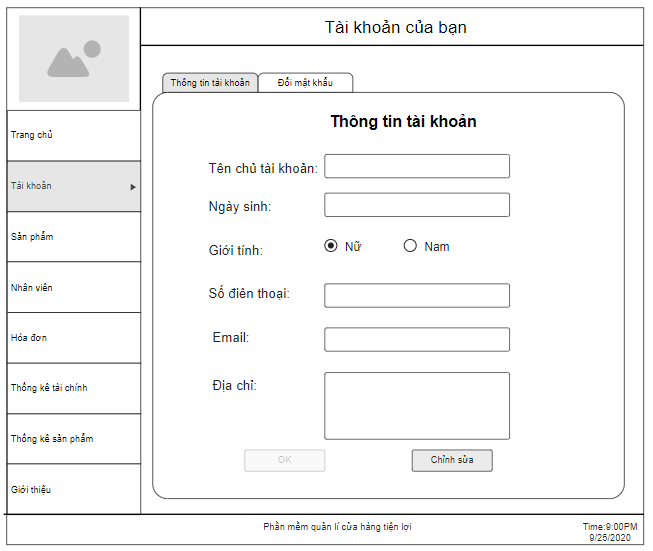 Tài khoản của bạn
Thông tin tài khoản
Đổi mật khẩu
Trang chủ
Tài khoản
Sản phẩm
Nhân viên
Hóa đơn
Thống kê tài chính
Thống kê sản phẩm
Giới thiệu
Thông tin tài khoản
Tên chủ tài khoản:
Ngày sinh:
Giới tính:
Nữ
Nam
Số điên thoại:
Email:
Địa chỉ:
OK
Chỉnh sửa
Phần mềm quản lí cửa hàng tiện lợi
Time:9:00PM
9/25/2020